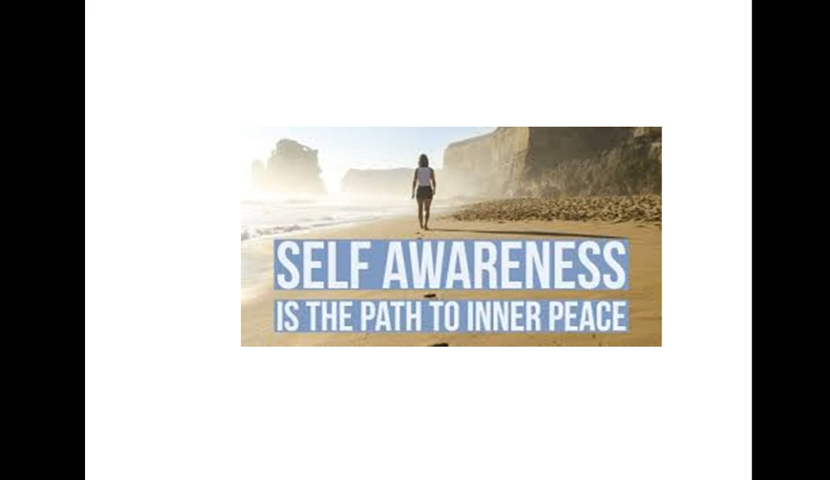 SELF AWARENESS
IS THE PATH TO INNER PEACE